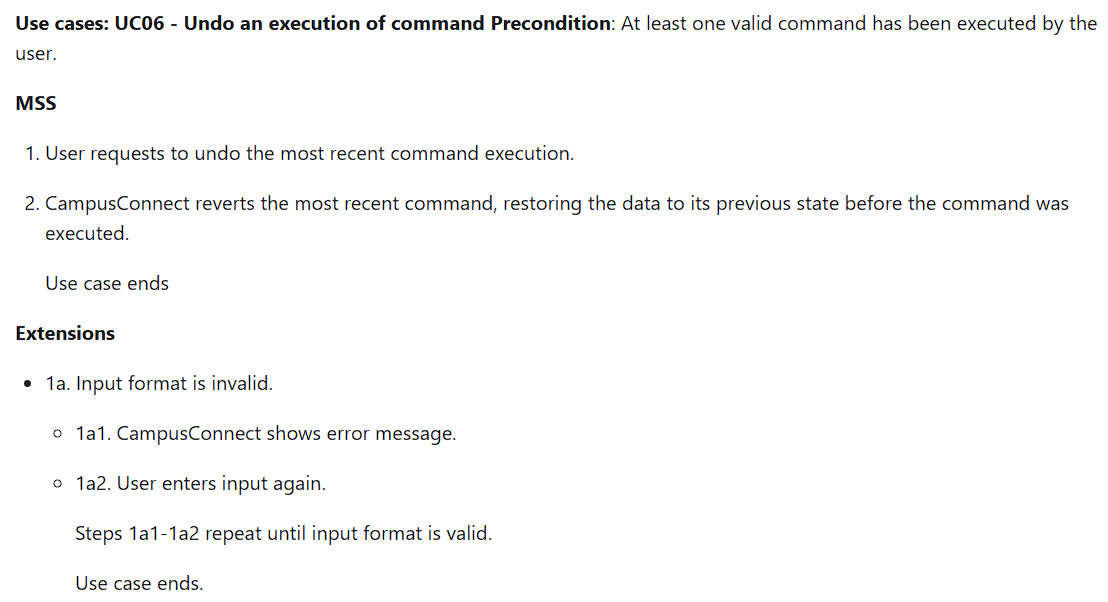 Use cases: UC06 - Undo an execution of command Precondition: At least one valid command has been executed by the
user.
MSS
1. User requests to undo the most recent command execution.
2. CampusConnect reverts the most recent command, restoring the data to its previous state before the command was
executed.
Use case ends
Extensions
• 1a. Input format is invalid.
○ 1a1. CampusConnect shows error message.
○ 1a2. User enters input again.
Steps 1a1-1a2 repeat until input format is valid.
Use case ends.